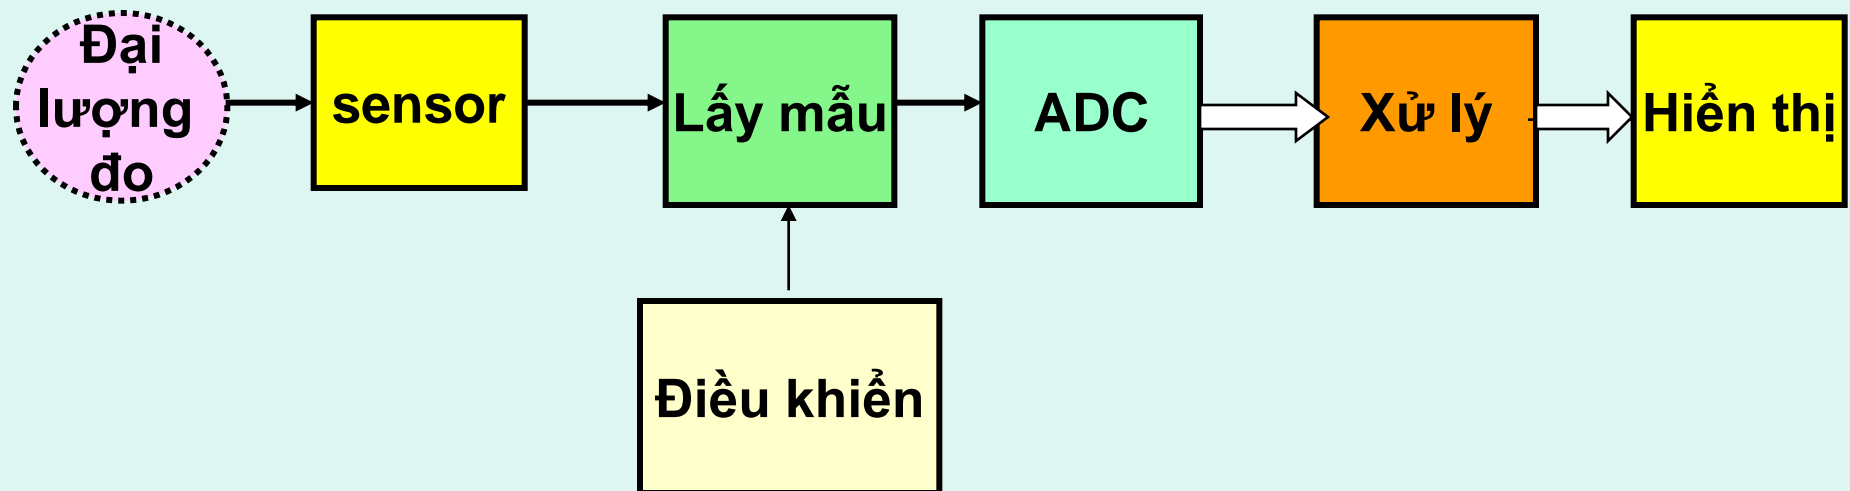 Đại
lượng
đo
sensor
Lấy mẫu
ADC
Xử lý
Hiển thị
Điều khiển